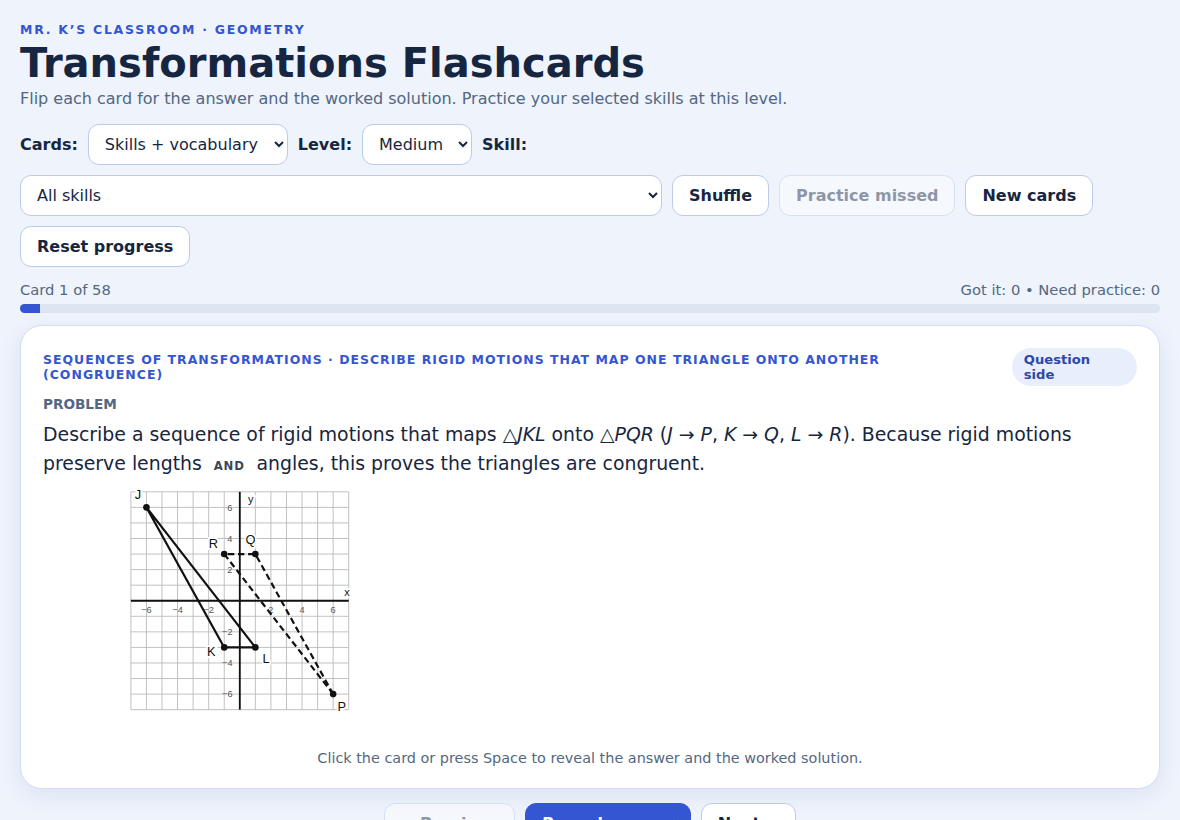 MR. K’S CLASSROOM · GEOMETRY
Transformations Flashcards
Flip each card for the answer and the worked solution. Practice your selected skills at this level.
Cards: Skills + vocabulary Level: Medium Skill:
All skills Shuffle Practice missed New cards
Reset progress
Card 1 of 58 Got it: 0 • Need practice: 0
SEQUENCES OF TRANSFORMATIONS · DESCRIBE RIGID MOTIONS THAT MAP ONE TRIANGLE ONTO ANOTHER
(CONGRUENCE)
Question
side
PROBLEM
Describe a sequence of rigid motions that maps △JKL onto △PQR (J → P, K → Q, L → R). Because rigid motions
preserve lengths AND angles, this proves the triangles are congruent.
J y
6
R 4 Q
2
x
−6 −4 −2 2 4 6
−2
K L
−4
−6
P
Click the card or press Space to reveal the answer and the worked solution.